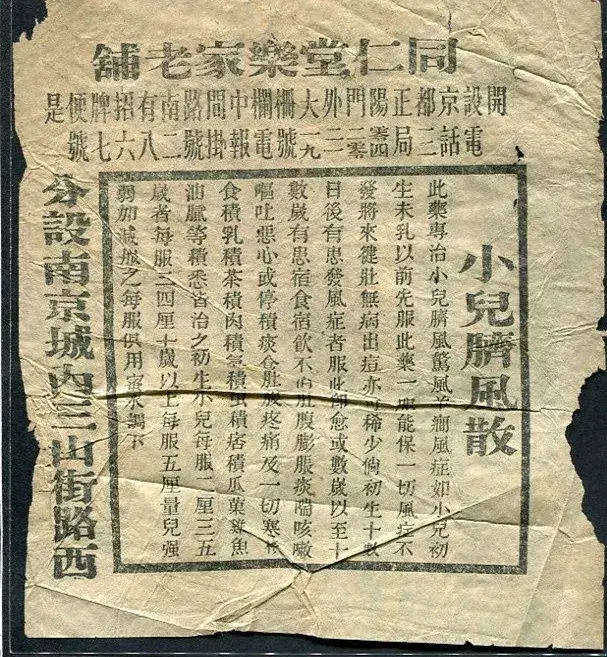 同仁堂樂家老舖
開設京都正陽門外大柵欄中間路南有招牌便是
電話三局號電報掛號二八六七號
小兒臍風散
此藥專治小兒臍風驚風羊癇風症如小兒初
生未乳以前先服此藥一服能保一切風症不
發將來健壯無病出痘亦可稀少倘初生十數
日後有患發風症者服此即愈或數歲以至十
數歲有患宿食宿飲不消肚腹膨脹痰喘咳嗽
嘔吐惡心或停積痰食肚腹疼痛及一切寒積
食積乳積茶積肉積氣積蟲積痞積瓜菓雞魚
油膩等積悉皆治之初生小兒每服二厘三五
歲者每服三四厘十歲以上每服五厘量兒強
弱加減服之每服俱用蜜水調下
分設南京城內三山街路西